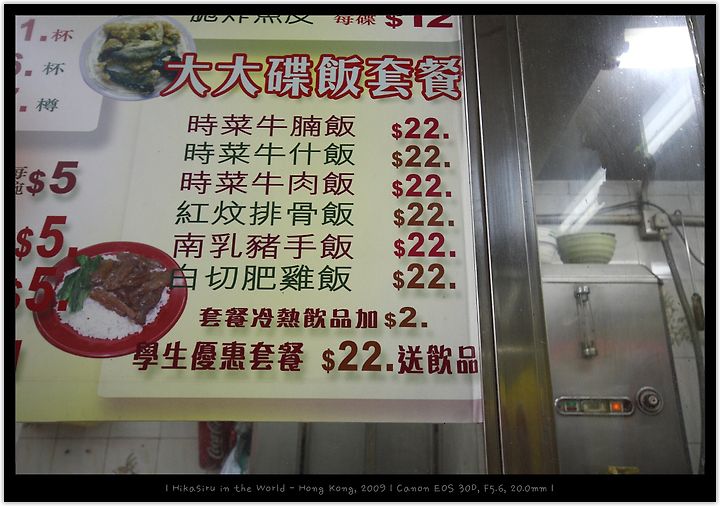 脆炸魚皮 每碟 $12
1. 杯
杯
樽
大大碟飯套餐
時菜牛腩飯 $22.
時菜牛什飯 $22.
時菜牛肉飯 $22.
紅炆排骨飯 $22.
南乳豬手飯 $22.
白切肥雞飯 $22.
套餐冷熱飲品加 $2.
學生優惠套餐 $22. 送飲品
$5
$5.
$5.
| HikaSiru in the World - Hong Kong, 2009 | Canon EOS 30D, F5.6, 20.0mm |